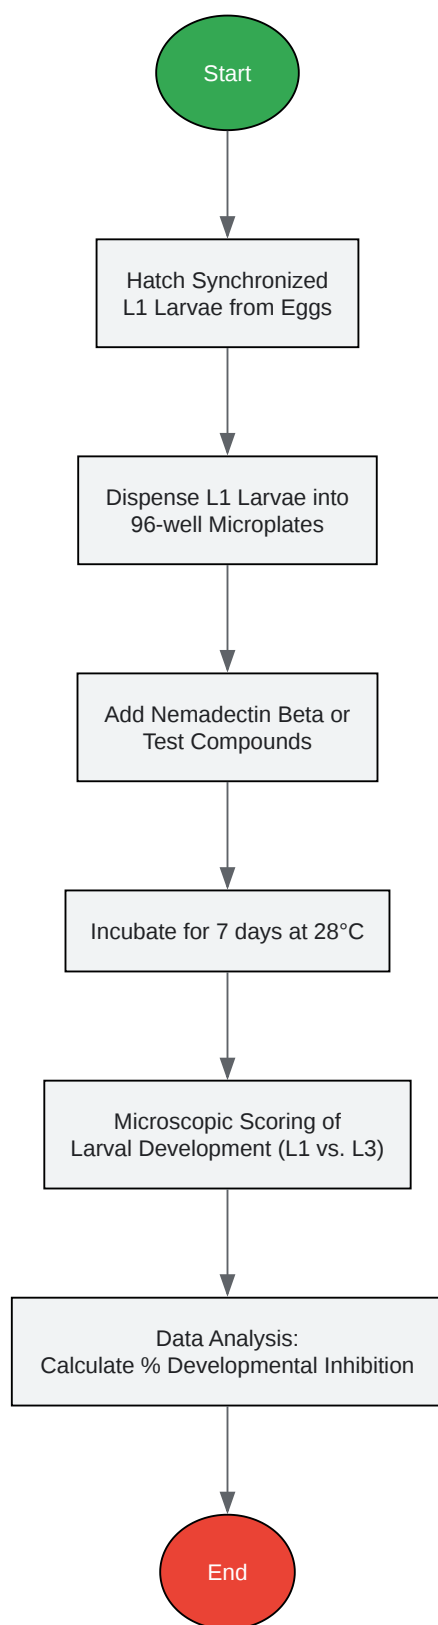 Start
Hatch Synchronized
L1 Larvae from Eggs
Dispense L1 Larvae into
96-well Microplates
Add Nemadectin Beta or
Test Compounds
Incubate for 7 days at 28°C
Microscopic Scoring of
Larval Development (L1 vs. L3)
Data Analysis:
Calculate % Developmental Inhibition
End